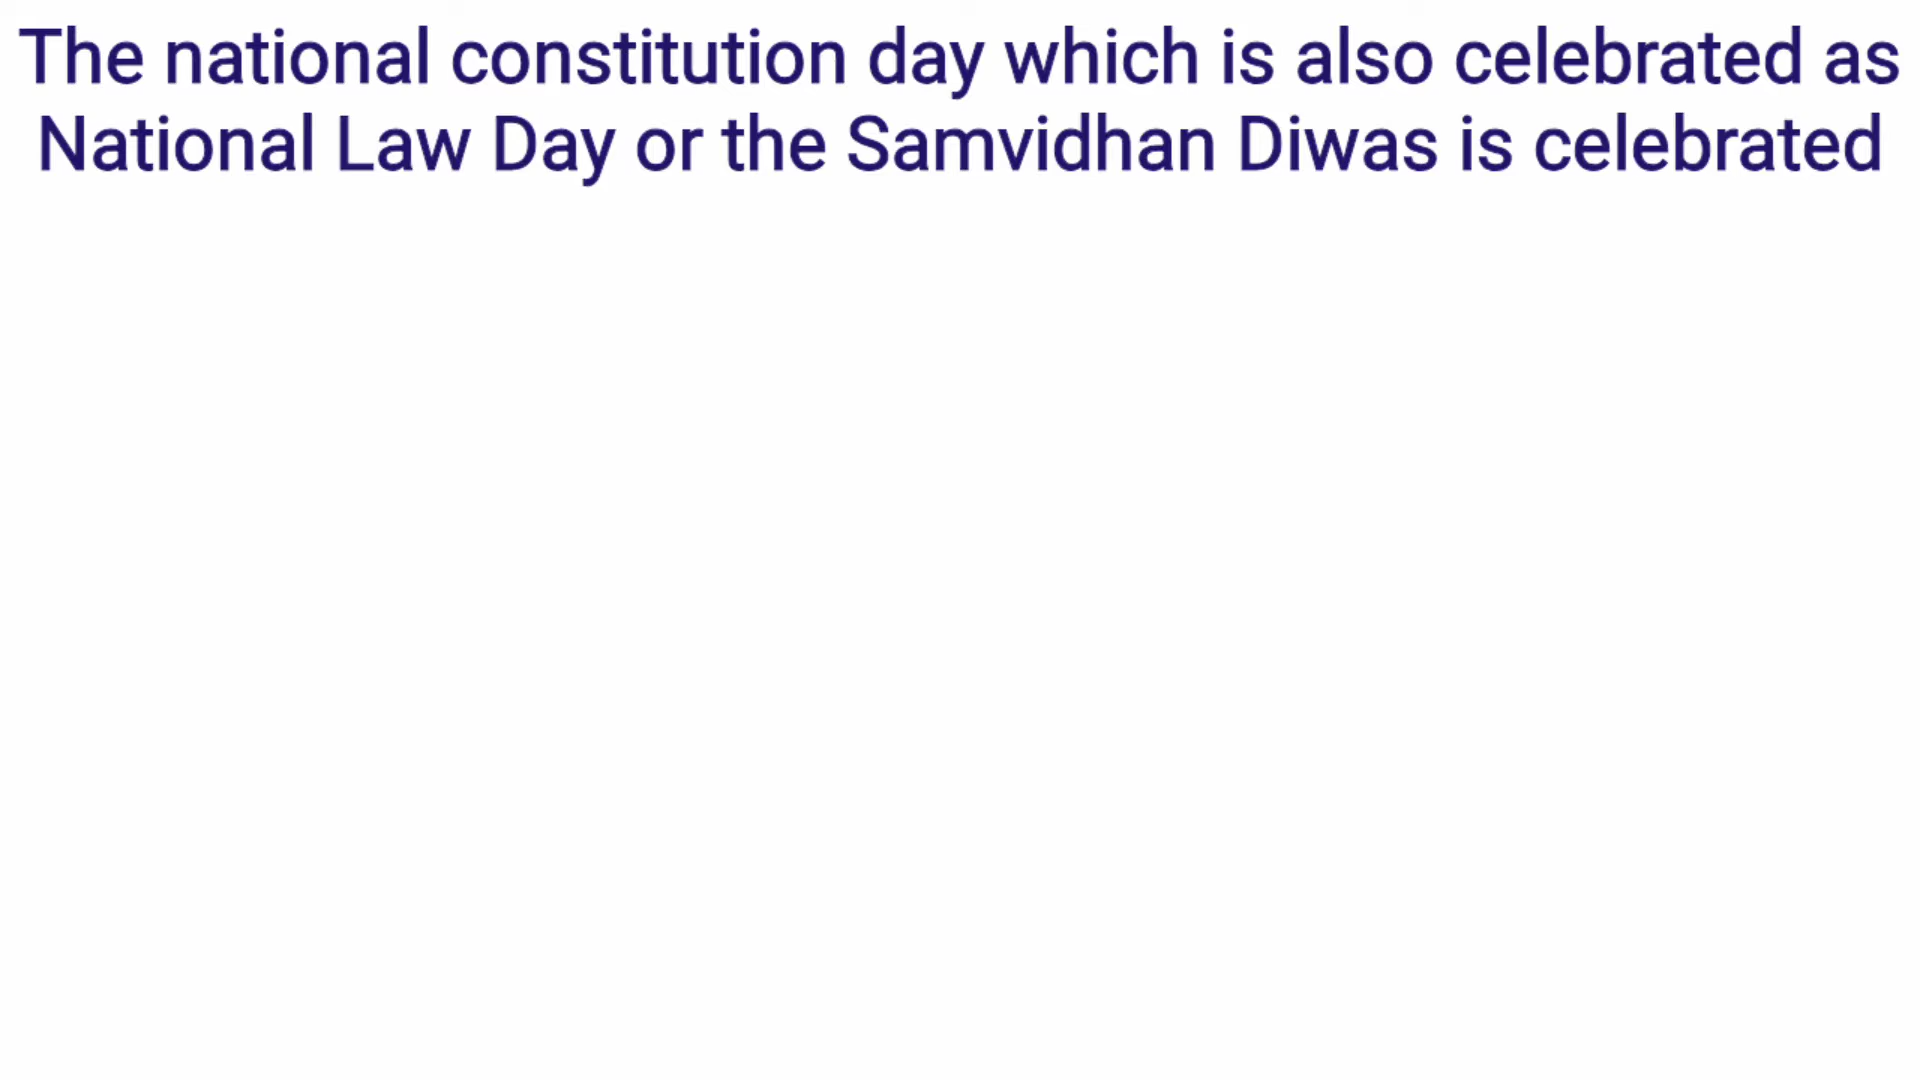 The national constitution day which is also celebrated as
National Law Day or the Samvidhan Diwas is celebrated